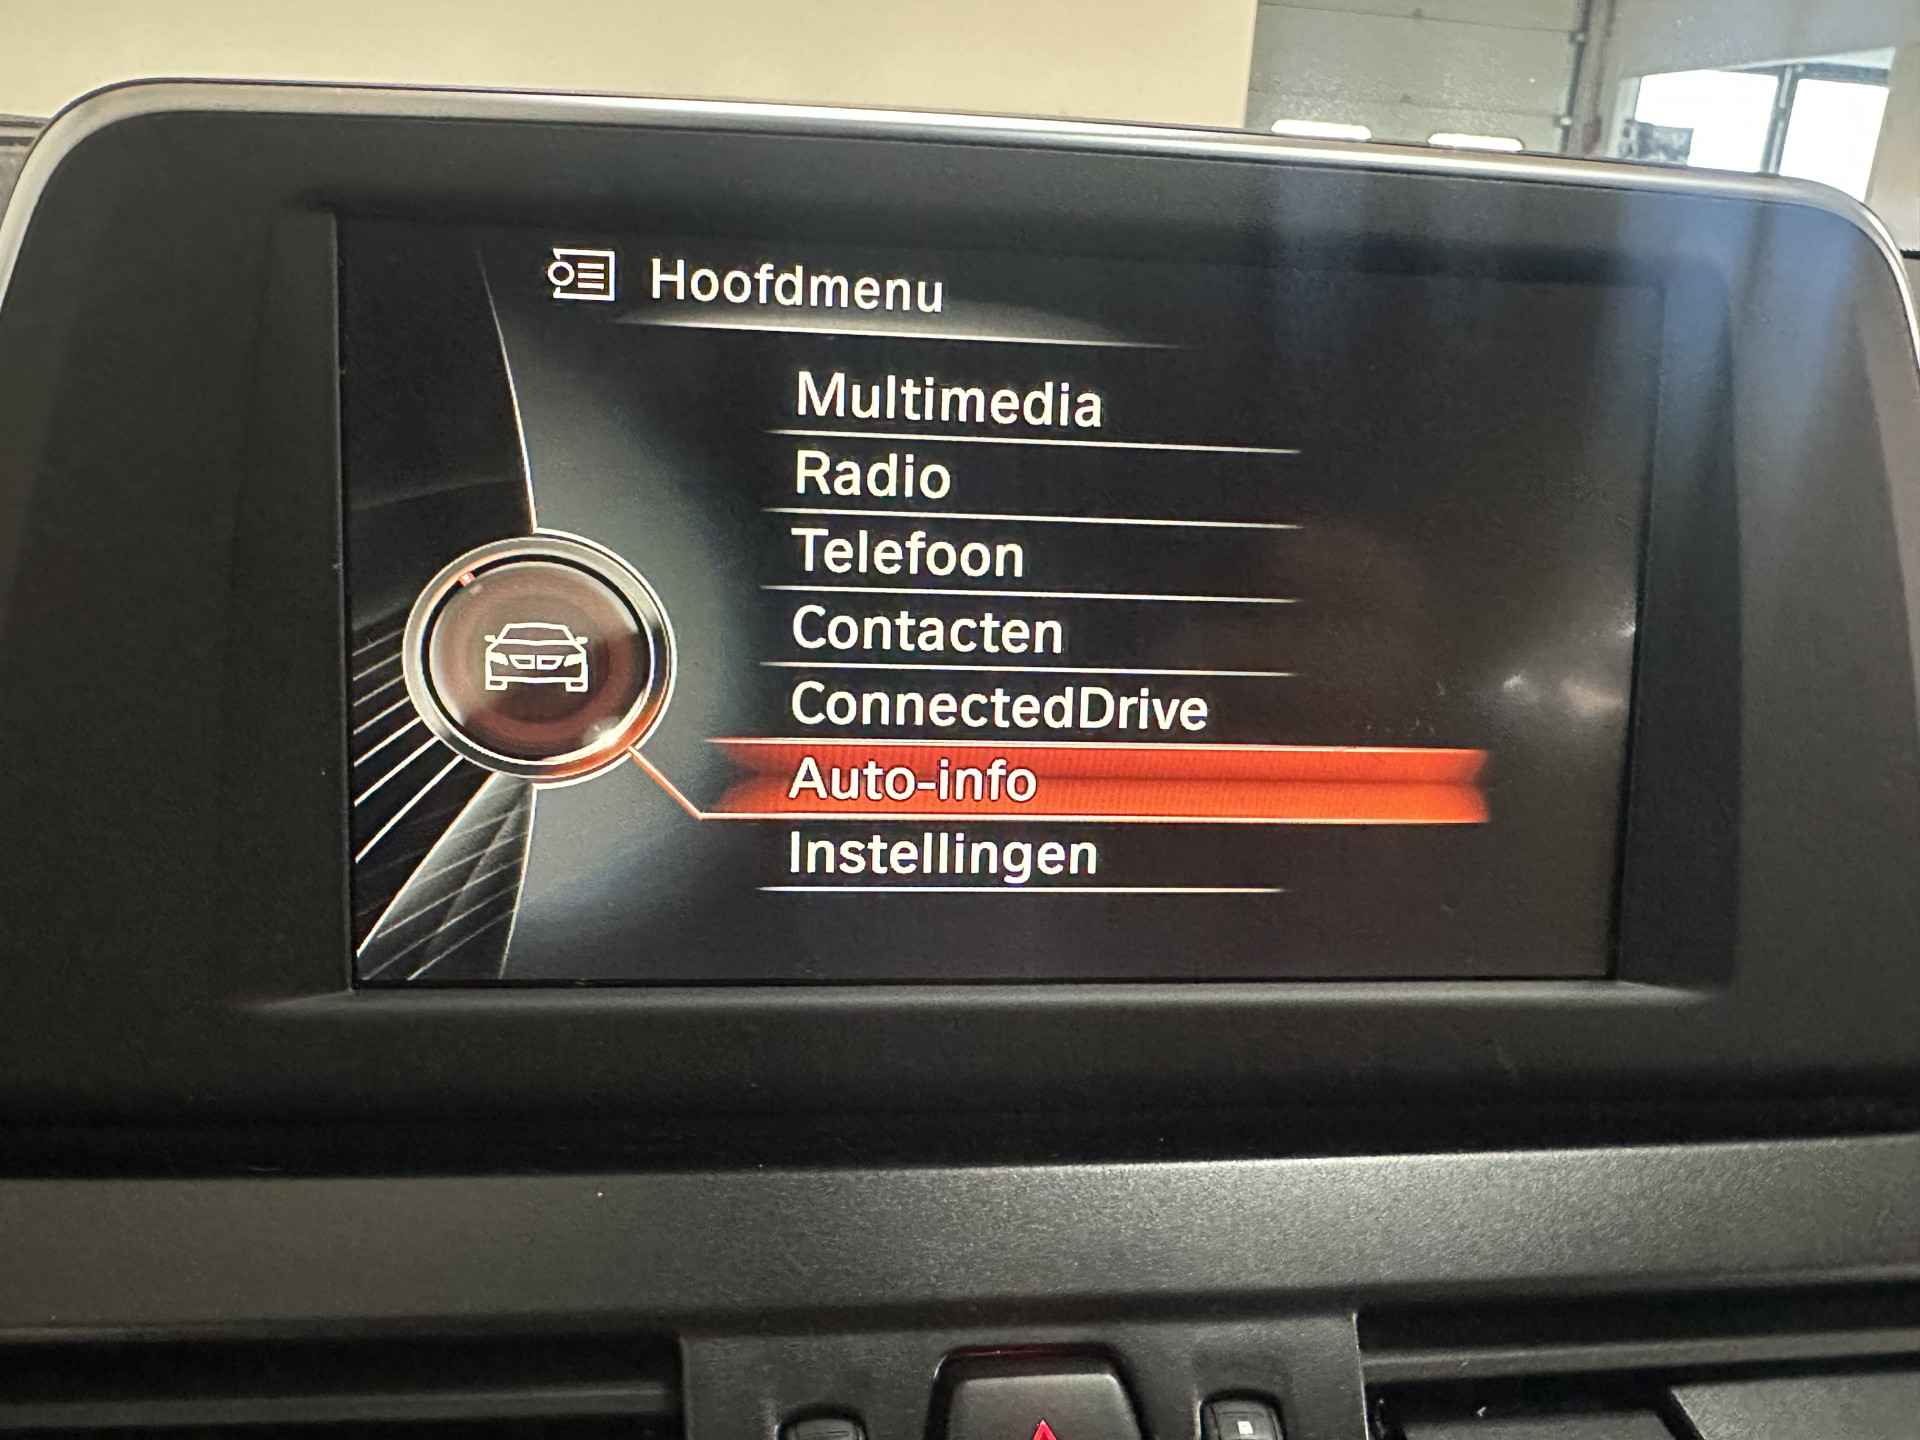 Hoofdmenu
Multimedia
Radio
Telefoon
Contacten
ConnectedDrive
Auto-info
Instellingen